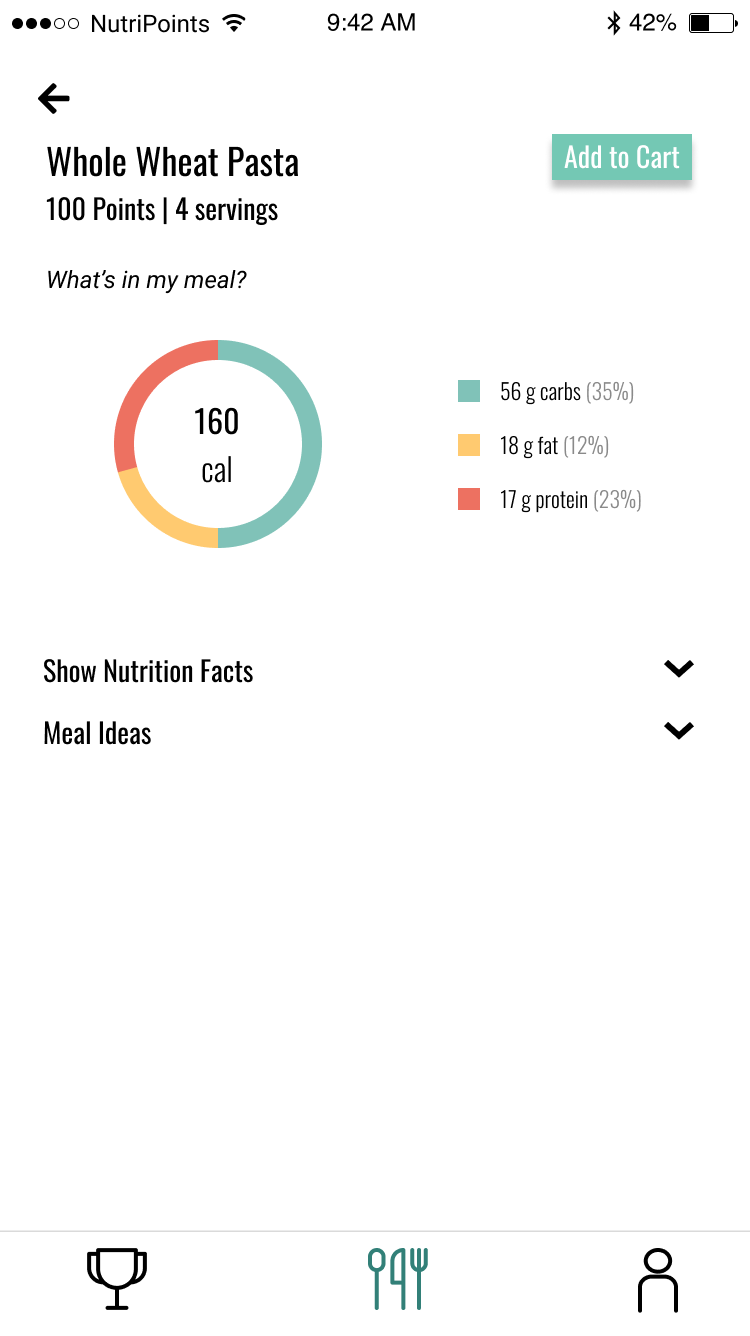 NutriPoints 9:42 AM 42%
Whole Wheat Pasta
Add to Cart
100 Points | 4 servings
What's in my meal?
160
cal
56 g carbs (35%)
18 g fat (12%)
17 g protein (23%)
Show Nutrition Facts
Meal Ideas